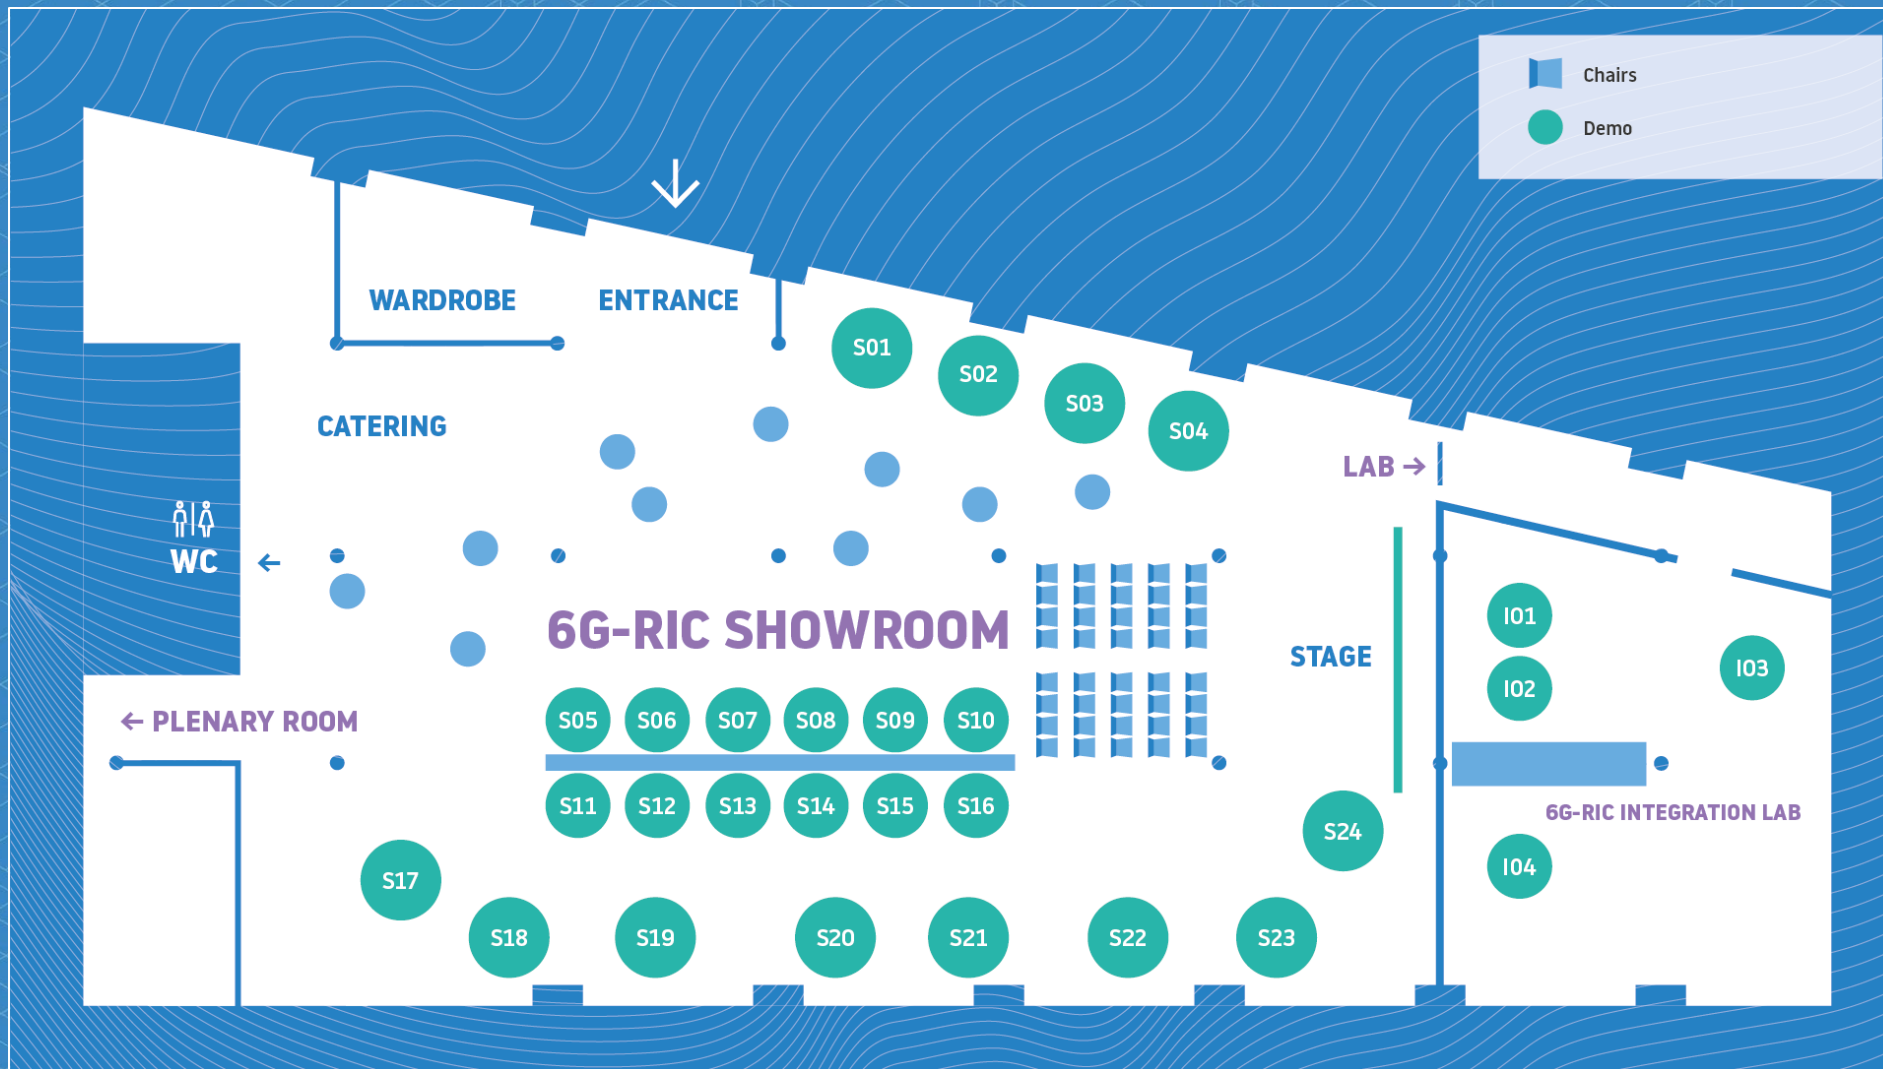 Chairs
Demo
WARDROBE
ENTRANCE
S01
S02
S03
S04
CATERING
LAB →
WC ←
6G-RIC SHOWROOM
STAGE
I01
I02
I03
← PLENARY ROOM
S05 S06 S07 S08 S09 S10
S11 S12 S13 S14 S15 S16
6G-RIC INTEGRATION LAB
S24
I04
S17
S18 S19 S20 S21 S22 S23